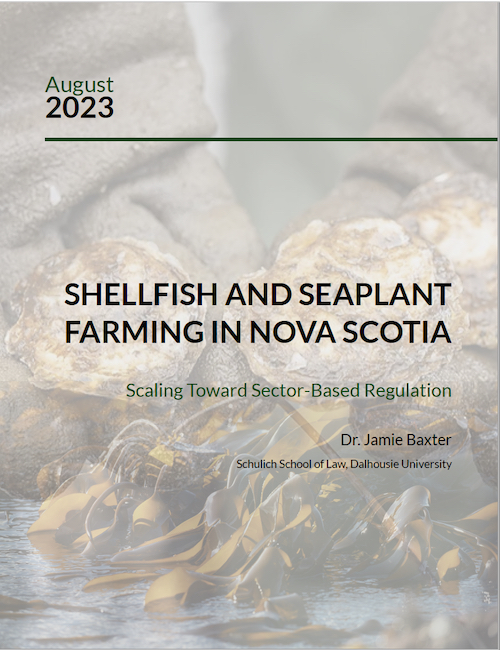 August
2023
SHELLFISH AND SEAPLANT
FARMING IN NOVA SCOTIA
Scaling Toward Sector-Based Regulation
Dr. Jamie Baxter
Schulich School of Law, Dalhousie University